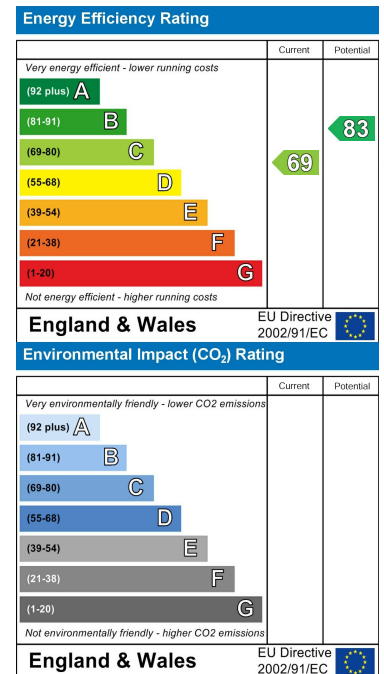 Energy Efficiency Rating
Current Potential
Very energy efficient - lower running costs
(92 plus) A
(81-91) B
83
(69-80) C
69
(55-68) D
(39-54) E
(21-38) F
(1-20) G
Not energy efficient - higher running costs
England & Wales
EU Directive
2002/91/EC
Environmental Impact (CO₂) Rating
Current Potential
Very environmentally friendly - lower CO2 emissions
(92 plus) A
(81-91) B
(69-80) C
(55-68) D
(39-54) E
(21-38) F
(1-20) G
Not environmentally friendly - higher CO2 emissions
England & Wales
EU Directive
2002/91/EC